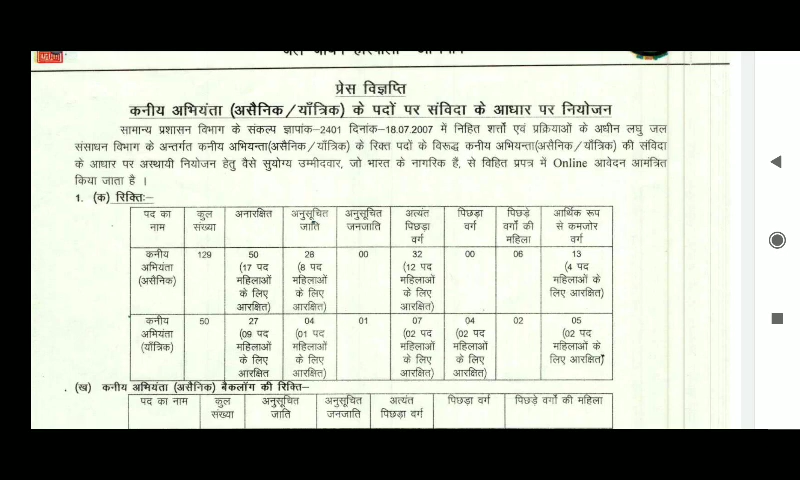 प्रेस विज्ञप्ति
कनीय अभियंता (असैनिक/याँत्रिक) के पदों पर संविदा के आधार पर नियोजन
सामान्य प्रशासन विभाग के संकल्प ज्ञापांक–2401 दिनांक–18.07.2007 में निहित शर्त्तों एवं प्रक्रियाओं के अधीन लघु जल
संसाधन विभाग के अन्तर्गत कनीय अभियन्ता(असैनिक/याँत्रिक) के रिक्त पदों के विरूद्ध कनीय अभियन्ता(असैनिक/याँत्रिक) की संविदा
के आधार पर अस्थायी नियोजन हेतु वैसे सुयोग्य उम्मीदवार, जो भारत के नागरिक हैं, से विहित प्रपत्र में Online आवेदन आमंत्रित
किया जाता है ।
1. (क) रिक्तिः–
पद का कुल अनारक्षित अनुसूचित अनुसूचित अत्यंत पिछड़ा पिछड़े आर्थिक रूप
नाम संख्या जाति जनजाति पिछड़ा वर्ग वर्गों की से कमजोर
वर्ग महिला वर्ग
कनीय 129 50 28 00 32 00 06 13
अभियंता (17 पद (8 पद (12 पद (4 पद
(असैनिक) महिलाओं महिलाओं महिलाओं महिलाओं के
के लिए के लिए के लिए लिए आरक्षित)
आरक्षित) आरक्षित) आरक्षित)
कनीय 50 27 04 01 07 04 02 05
अभियंता (09 पद (01 पद (02 पद (02 पद (02 पद
(याँत्रिक) महिलाओं महिलाओं महिलाओं महिलाओं महिलाओं के
के लिए के लिए के लिए के लिए लिए आरक्षित)
आरक्षित आरक्षित) आरक्षित) आरक्षित)
(ख) कनीय अभियंता (असैनिक) बैकलॉग की रिक्ति–
पद का नाम कुल अनुसूचित अनुसूचित अत्यंत पिछड़ा वर्ग पिछड़े वर्गों की महिला
संख्या जाति जनजाति पिछड़ा वर्ग